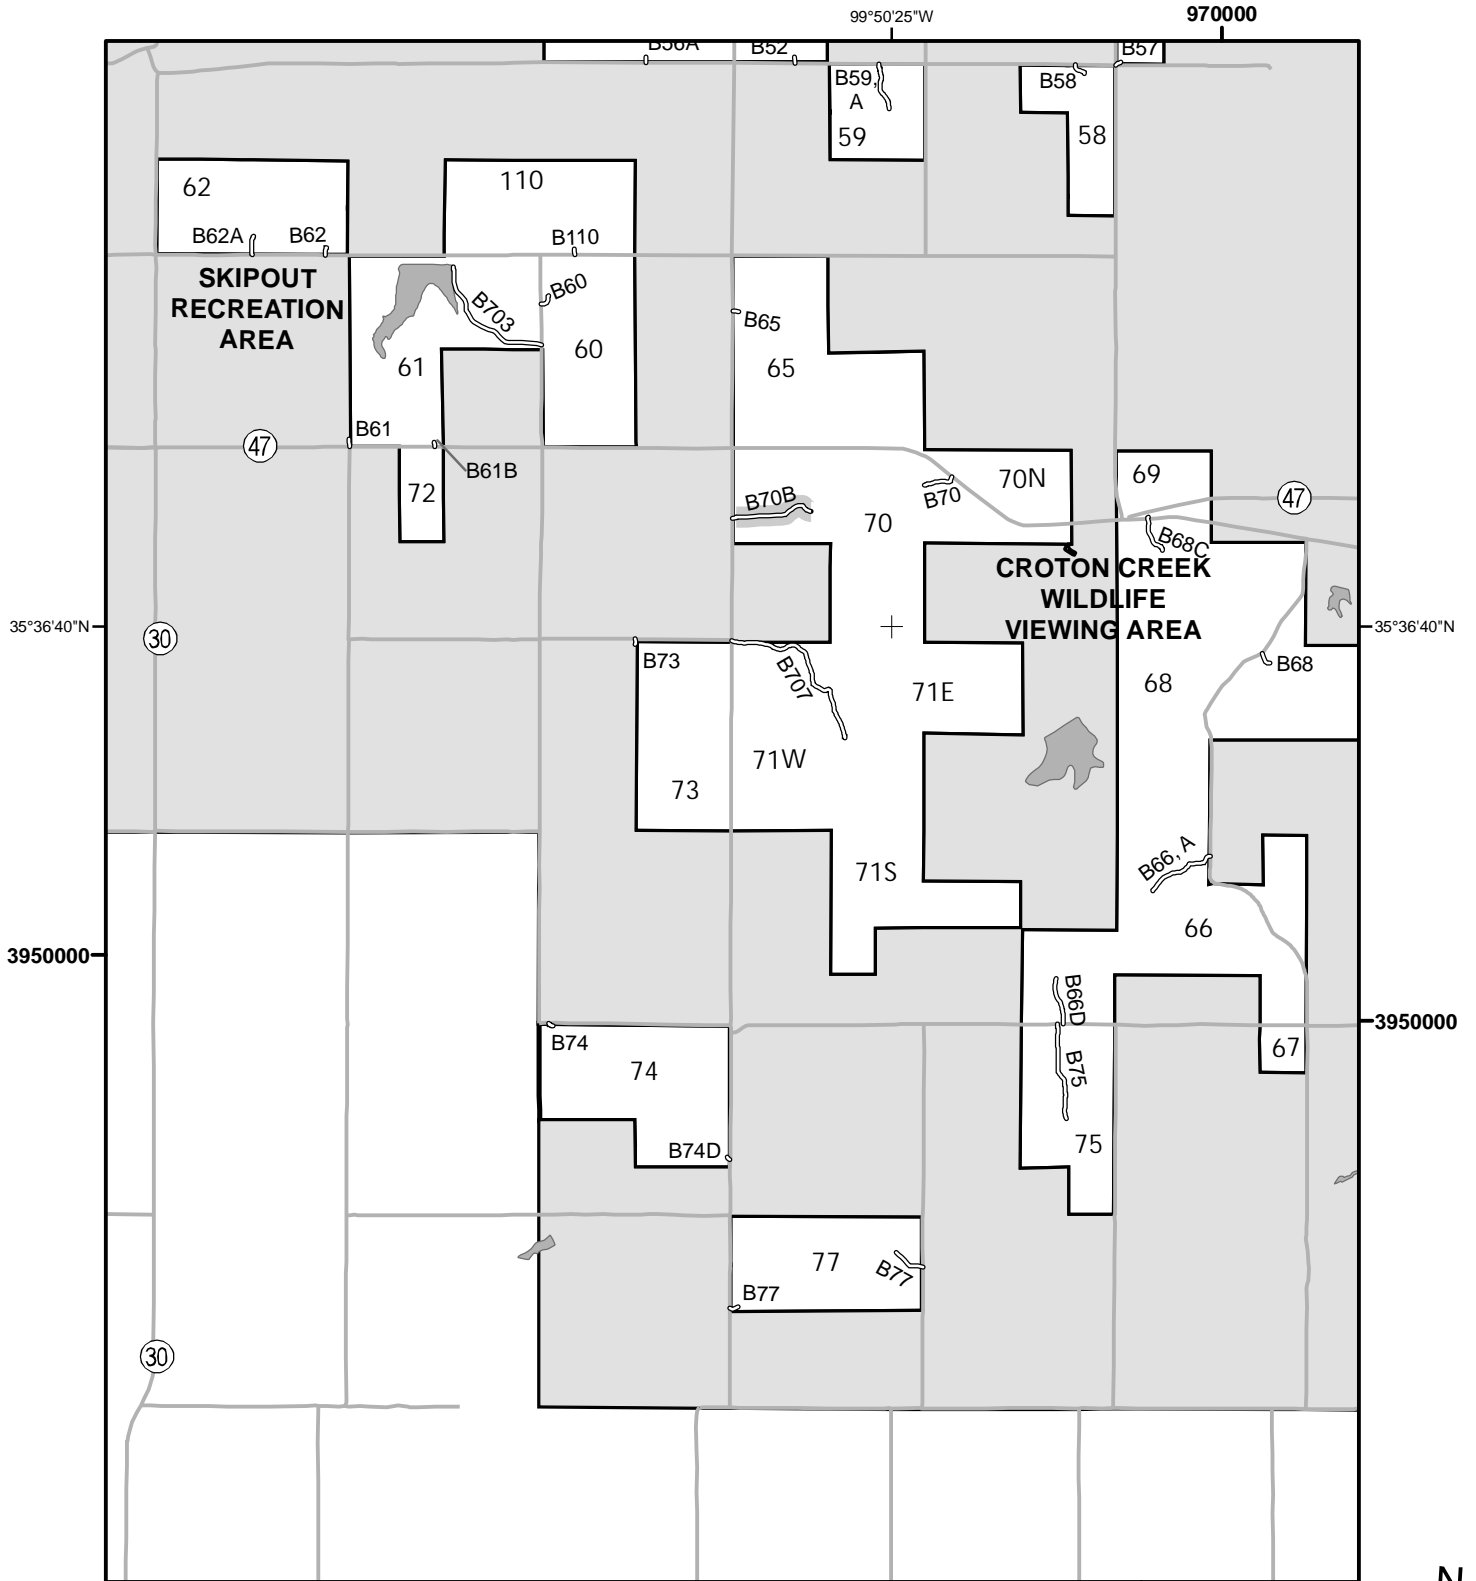 99°50'25"W
970000
B56A
B52
B57
B59,
A
B58
59
58
62
110
B62A
B62
B110
SKIPOUT
RECREATION
AREA
B703
B60
B65
61
60
65
B61
47
B61B
72
B70B
B70
70N
70
69
47
B68C
CROTON CREEK
WILDLIFE
VIEWING AREA
35°36'40"N
30
35°36'40"N
B73
B707
B68
71E
68
71W
73
B66, A
71S
66
3950000
B66D
3950000
B74
74
B75
67
B74D
75
77
B77
B77
30
N